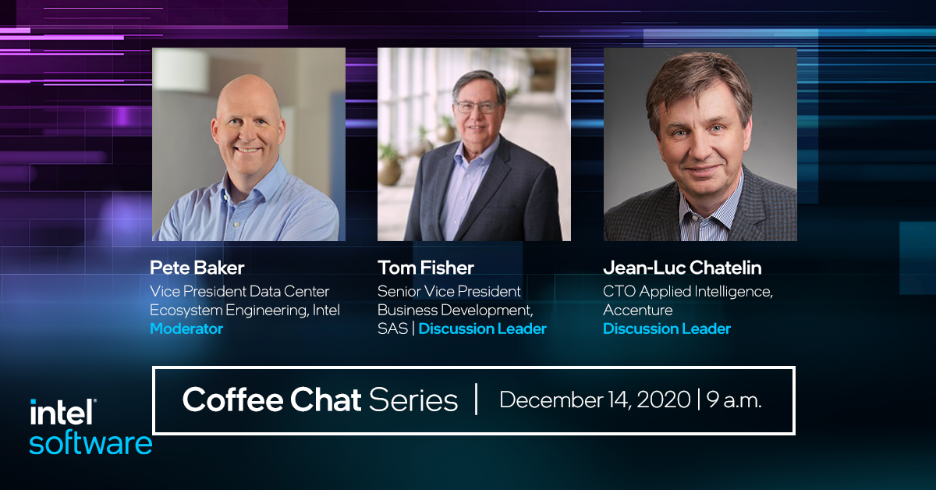 Pete Baker
Vice President Data Center
Ecosystem Engineering, Intel
Moderator
Tom Fisher
Senior Vice President
Business Development,
SAS | Discussion Leader
Jean-Luc Chatelin
CTO Applied Intelligence,
Accenture
Discussion Leader
Coffee Chat Series | December 14, 2020 | 9 a.m.
intel®
software